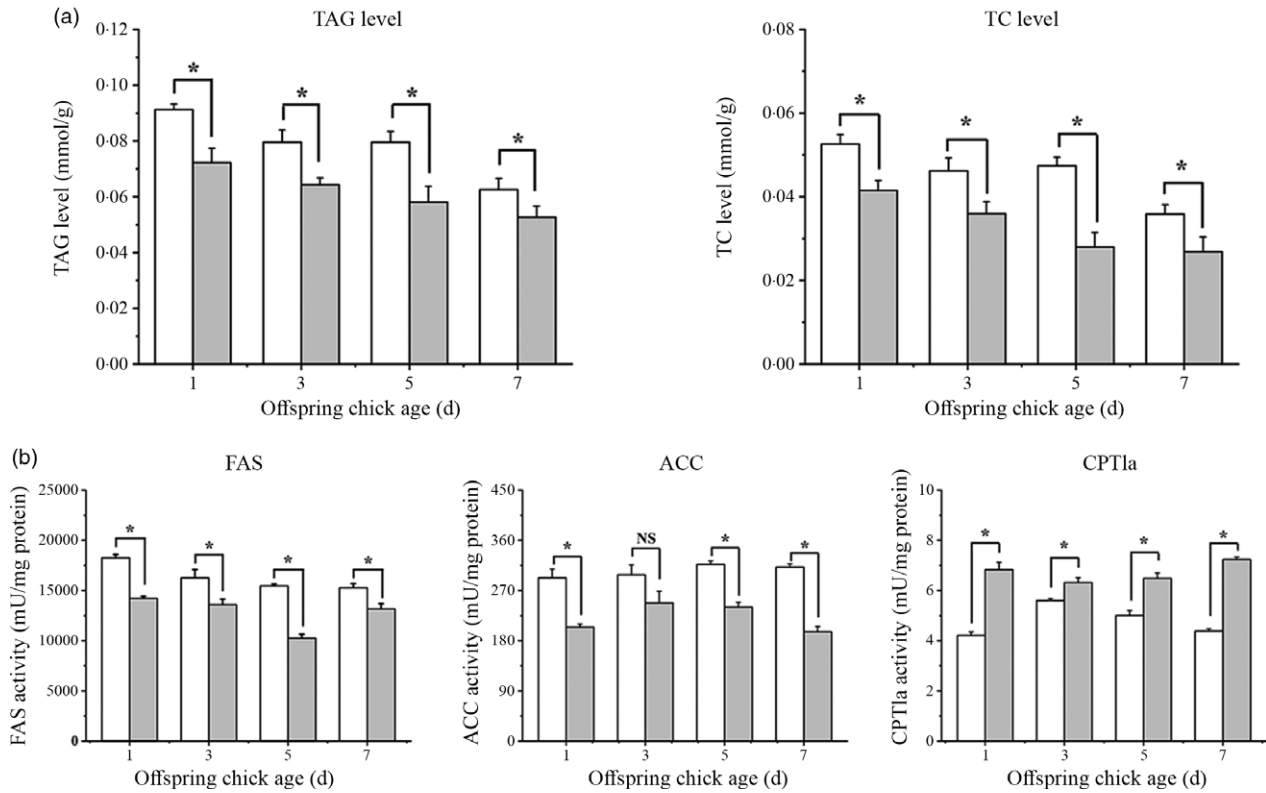 (a)
TAG level
TAG level (mmol/g)
0·12
0·10
0·08
0·06
0·04
0·02
0·00
* * * *
1 3 5 7
Offspring chick age (d)
TC level
TC level (mmol/g)
0·08
0·06
0·04
0·02
0·00
* * * *
1 3 5 7
Offspring chick age (d)
(b)
FAS
FAS activity (mU/mg protein)
25000
20000
15000
10000
5000
0
* * * *
1 3 5 7
Offspring chick age (d)
ACC
ACC activity (mU/mg protein)
450
360
270
180
90
0
* NS * *
1 3 5 7
Offspring chick age (d)
CPTla
CPTla activity (mU/mg protein)
10
8
6
4
2
0
* * * *
1 3 5 7
Offspring chick age (d)